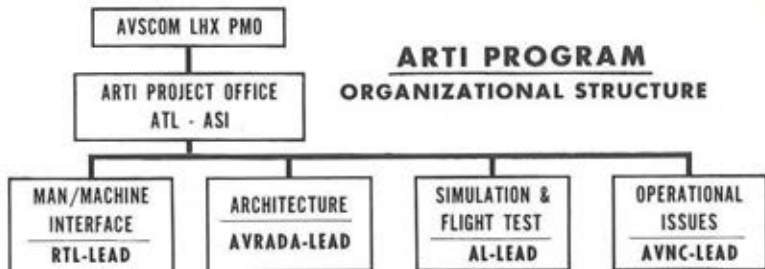 AVSCOM LHX PMO
ARTI PROGRAM
ORGANIZATIONAL STRUCTURE
ARTI PROJECT OFFICE
ATL - ASI
MAN/MACHINE
INTERFACE
RTL-LEAD
ARCHITECTURE
AVRADA-LEAD
SIMULATION &
FLIGHT TEST
AL-LEAD
OPERATIONAL
ISSUES
AVNC-LEAD